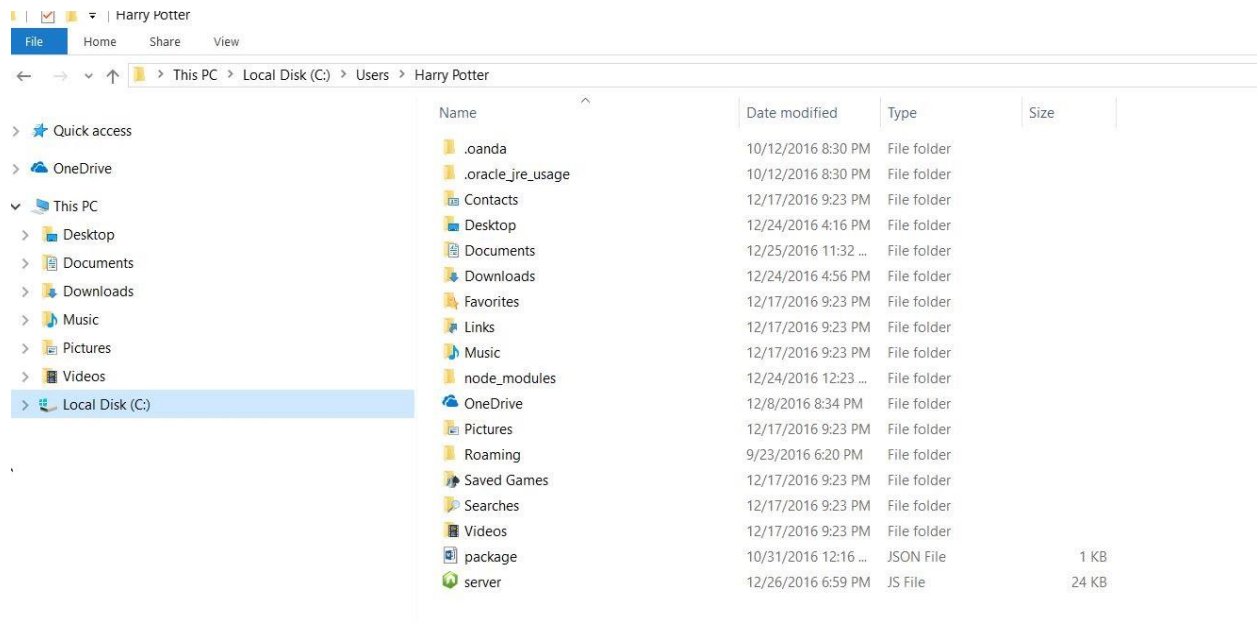 Harry Potter
File Home Share View
This PC > Local Disk (C:) > Users > Harry Potter
Quick access
OneDrive
This PC
Desktop
Documents
Downloads
Music
Pictures
Videos
Local Disk (C:)
Name Date modified Type Size
.oanda 10/12/2016 8:30 PM File folder
.oracle_jre_usage 10/12/2016 8:30 PM File folder
Contacts 12/17/2016 9:23 PM File folder
Desktop 12/24/2016 4:16 PM File folder
Documents 12/25/2016 11:32 ... File folder
Downloads 12/24/2016 4:56 PM File folder
Favorites 12/17/2016 9:23 PM File folder
Links 12/17/2016 9:23 PM File folder
Music 12/17/2016 9:23 PM File folder
node_modules 12/24/2016 12:23 ... File folder
OneDrive 12/8/2016 8:34 PM File folder
Pictures 12/17/2016 9:23 PM File folder
Roaming 9/23/2016 6:20 PM File folder
Saved Games 12/17/2016 9:23 PM File folder
Searches 12/17/2016 9:23 PM File folder
Videos 12/17/2016 9:23 PM File folder
package 10/31/2016 12:16 ... JSON File 1 KB
server 12/26/2016 6:59 PM JS File 24 KB